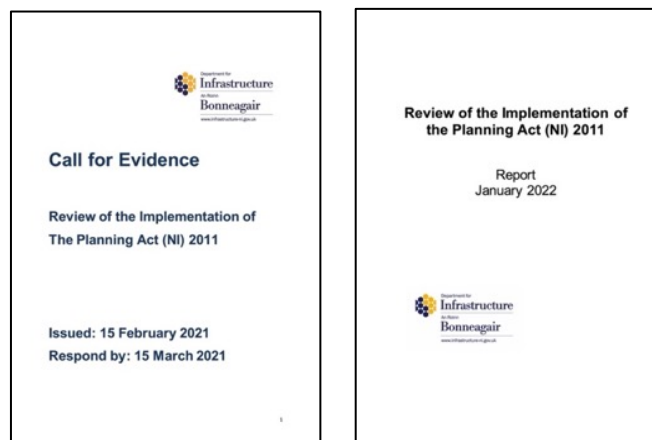 Department for
Infrastructure
An Roinn
Bonneagair
www.infrastructure-ni.gov.uk
Call for Evidence
Review of the Implementation of
The Planning Act (NI) 2011
Issued: 15 February 2021
Respond by: 15 March 2021
1
Review of the Implementation of
the Planning Act (NI) 2011
Report
January 2022
Department for
Infrastructure
An Roinn
Bonneagair
www.infrastructure-ni.gov.uk